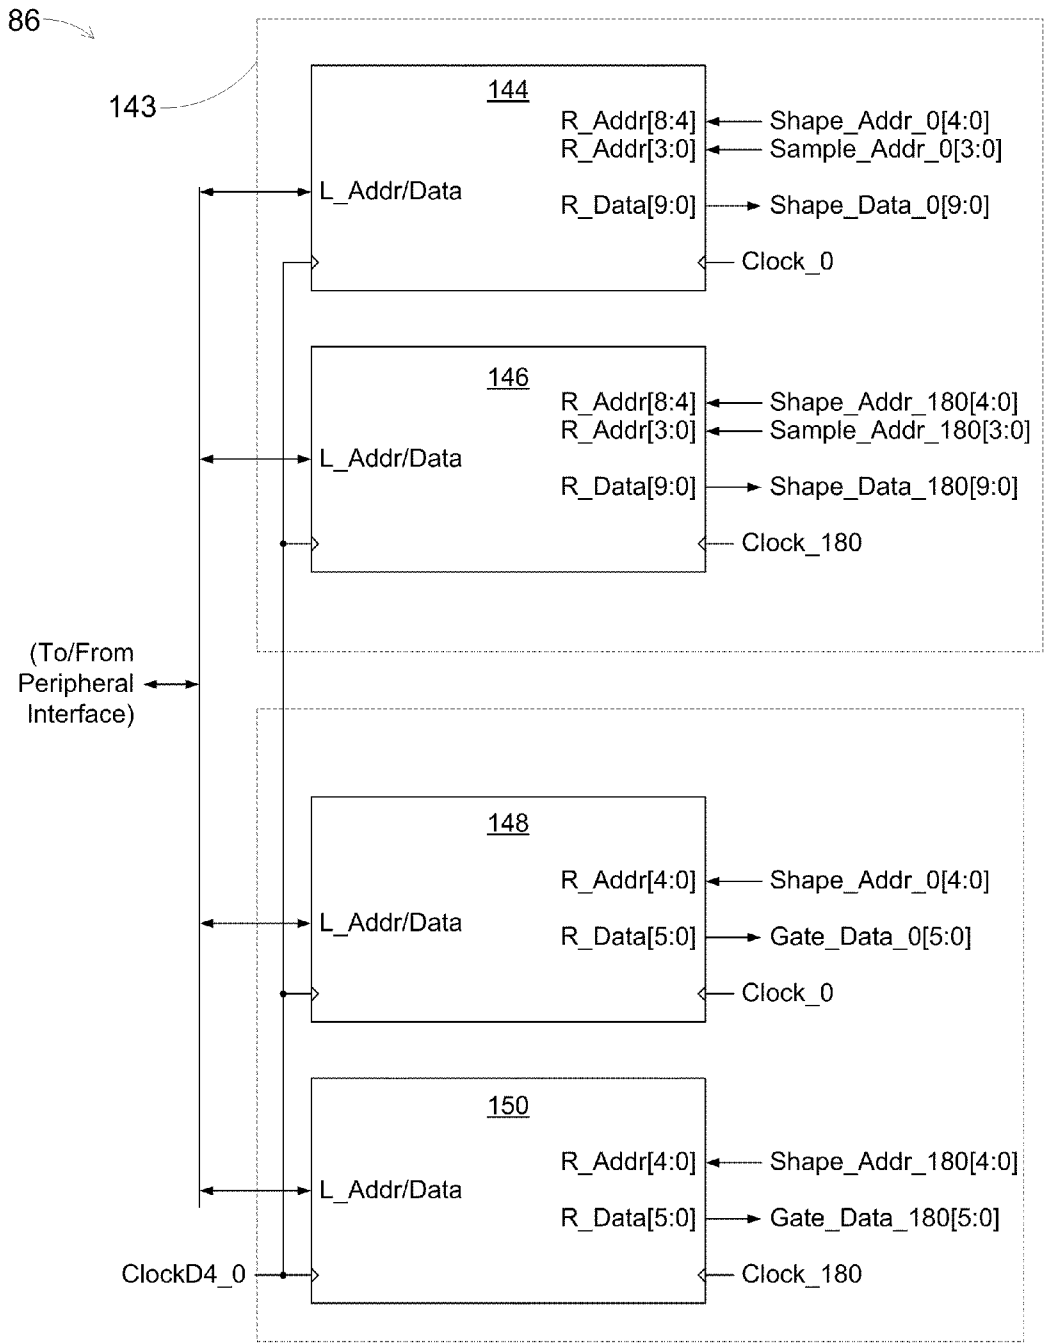 86
143
144
R_Addr[8:4]
Shape_Addr_0[4:0]
R_Addr[3:0]
Sample_Addr_0[3:0]
L_Addr/Data
R_Data[9:0]
Shape_Data_0[9:0]
Clock_0
146
R_Addr[8:4]
Shape_Addr_180[4:0]
R_Addr[3:0]
Sample_Addr_180[3:0]
L_Addr/Data
R_Data[9:0]
Shape_Data_180[9:0]
Clock_180
(To/From
Peripheral
Interface)
148
R_Addr[4:0]
Shape_Addr_0[4:0]
L_Addr/Data
R_Data[5:0]
Gate_Data_0[5:0]
Clock_0
150
R_Addr[4:0]
Shape_Addr_180[4:0]
L_Addr/Data
R_Data[5:0]
Gate_Data_180[5:0]
ClockD4_0
Clock_180